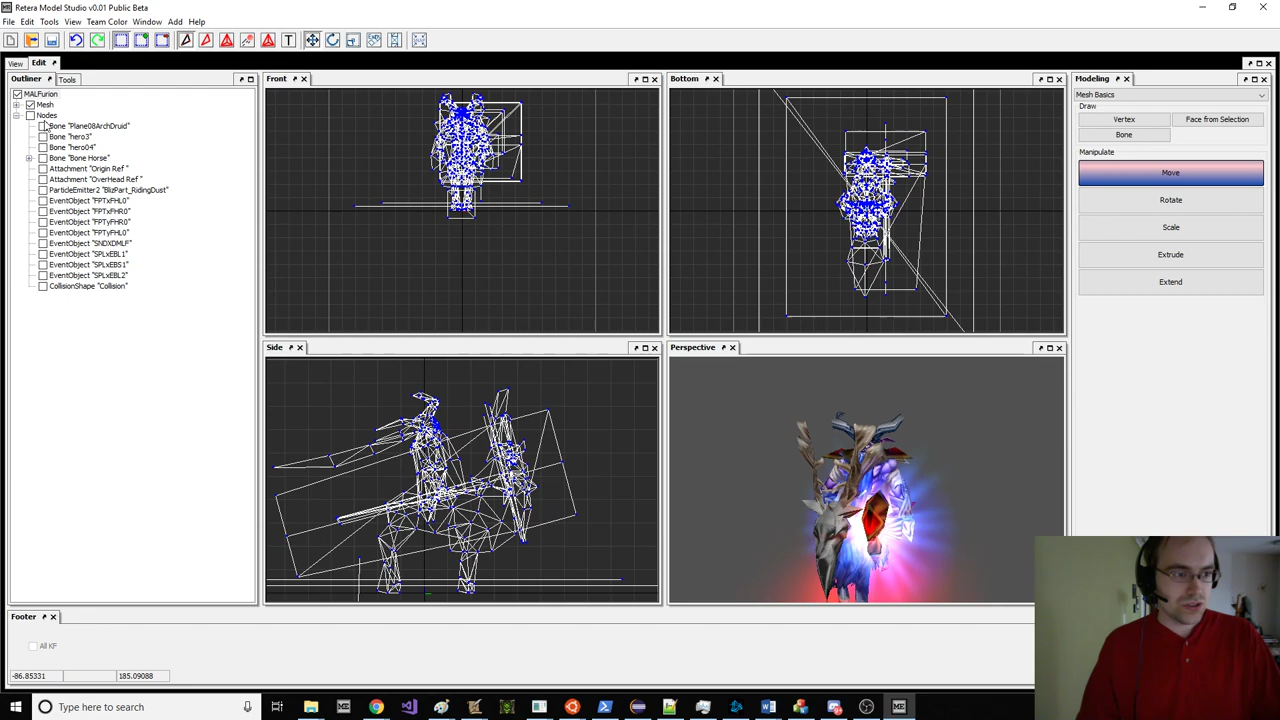 Retera Model Studio v0.01 Public Beta
File Edit Tools View Team Color Window Add Help
View Edit
Outliner Tools
MALFurion
Mesh
Nodes
Bone "Plane08ArchDruid"
Bone "hero3"
Bone "hero04"
Bone "Bone Horse"
Attachment "Origin Ref "
Attachment "OverHead Ref "
ParticleEmitter2 "BlizPart_RidingDust"
EventObject "FPTxFHL0"
EventObject "FPTxFHR0"
EventObject "FPTyFHR0"
EventObject "FPTyFHL0"
EventObject "SNDXDMLF"
EventObject "SPLxEBL1"
EventObject "SPLxEBS1"
EventObject "SPLxEBL2"
CollisionShape "Collision"
Front
Bottom
Side
Perspective
Modeling
Mesh Basics
Draw
Vertex Face from Selection
Bone
Manipulate
Move
Rotate
Scale
Extrude
Extend
Footer
All KF
-86.85331 185.09088
Type here to search